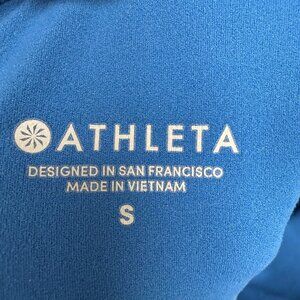 ATHLETA
DESIGNED IN SAN FRANCISCO
MADE IN VIETNAM
S